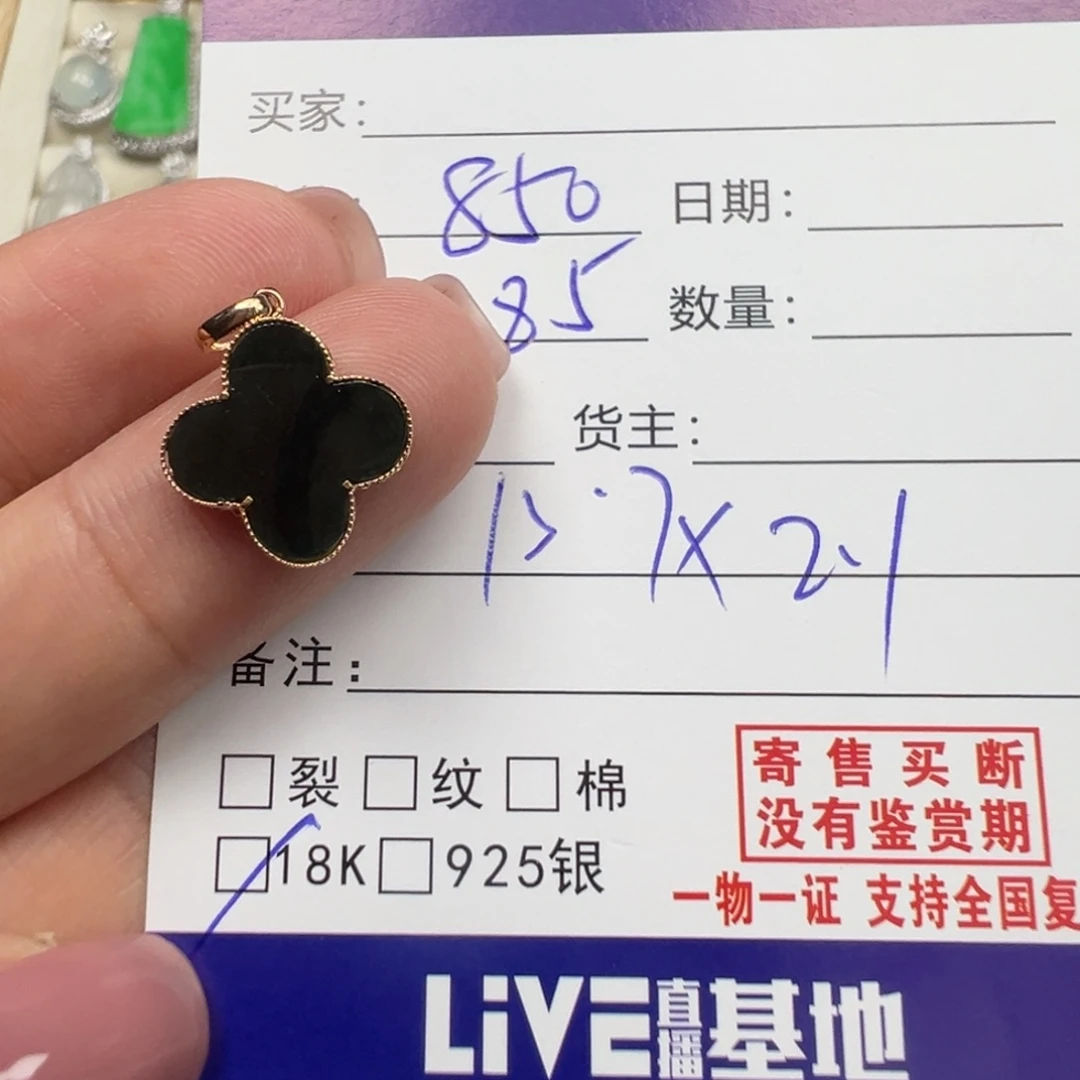 买家:
850 日期:
85 数量:
货主:
13.7X2.1
备注:
裂 纹 棉
18K 925银
寄售买断
没有鉴赏期
一物一证 支持全国复
LiVE直播基地